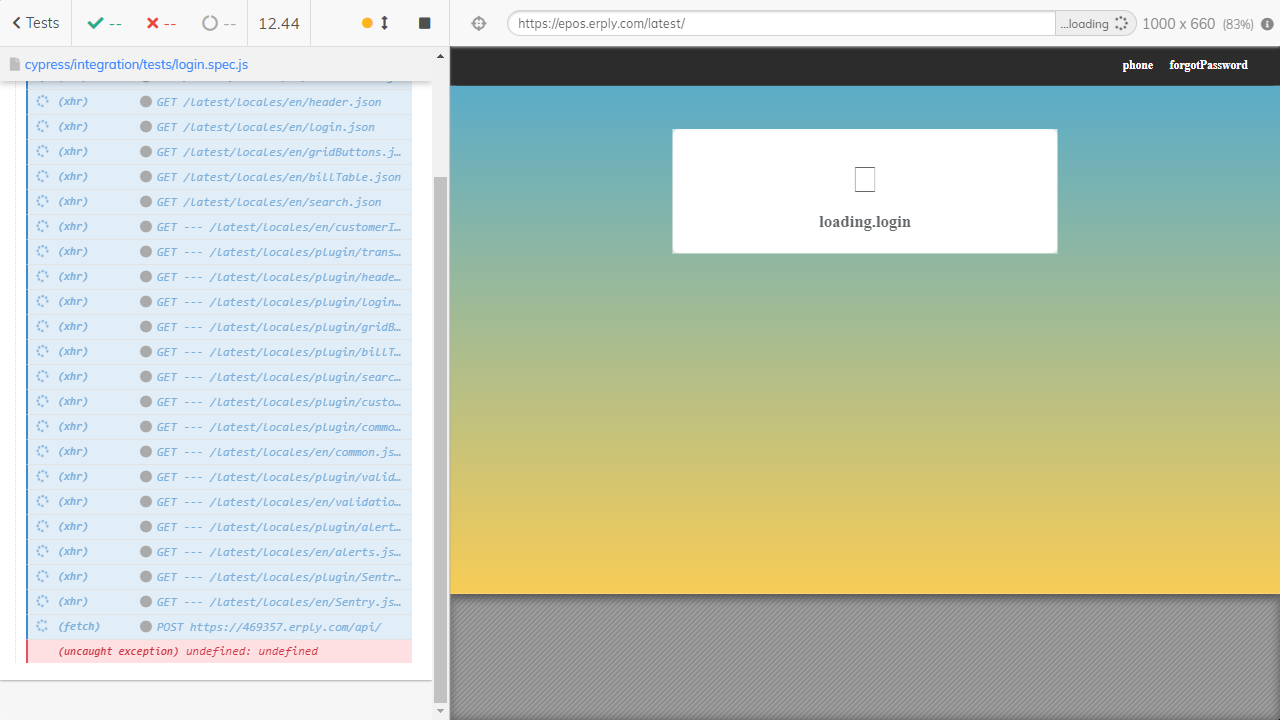 Tests
--
--
--
12.44
https://epos.erply.com/latest/
...loading
1000 x 660 (83%)
cypress/integration/tests/login.spec.js
phone
forgotPassword
(xhr) GET /latest/locales/en/header.json
(xhr) GET /latest/locales/en/login.json
(xhr) GET /latest/locales/en/gridButtons.j…
(xhr) GET /latest/locales/en/billTable.json
(xhr) GET /latest/locales/en/search.json
(xhr) GET --- /latest/locales/en/customerI…
(xhr) GET --- /latest/locales/plugin/trans…
(xhr) GET --- /latest/locales/plugin/heade…
(xhr) GET --- /latest/locales/plugin/login…
(xhr) GET --- /latest/locales/plugin/gridB…
(xhr) GET --- /latest/locales/plugin/billT…
(xhr) GET --- /latest/locales/plugin/searc…
(xhr) GET --- /latest/locales/plugin/custo…
(xhr) GET --- /latest/locales/plugin/commo…
(xhr) GET --- /latest/locales/en/common.js…
(xhr) GET --- /latest/locales/plugin/valid…
(xhr) GET --- /latest/locales/en/validatio…
(xhr) GET --- /latest/locales/plugin/alert…
(xhr) GET --- /latest/locales/en/alerts.js…
(xhr) GET --- /latest/locales/plugin/Sentr…
(xhr) GET --- /latest/locales/en/Sentry.js…
(fetch) POST https://469357.erply.com/api/
(uncaught exception) undefined: undefined
loading.login